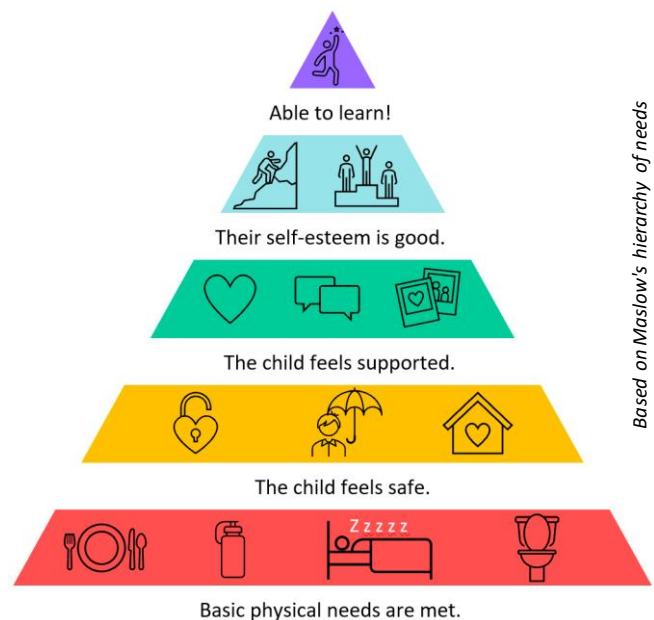 Able to learn!
Their self-esteem is good.
The child feels supported.
The child feels safe.
Z z z z z
Basic physical needs are met.
Based on Maslow's hierarchy of needs